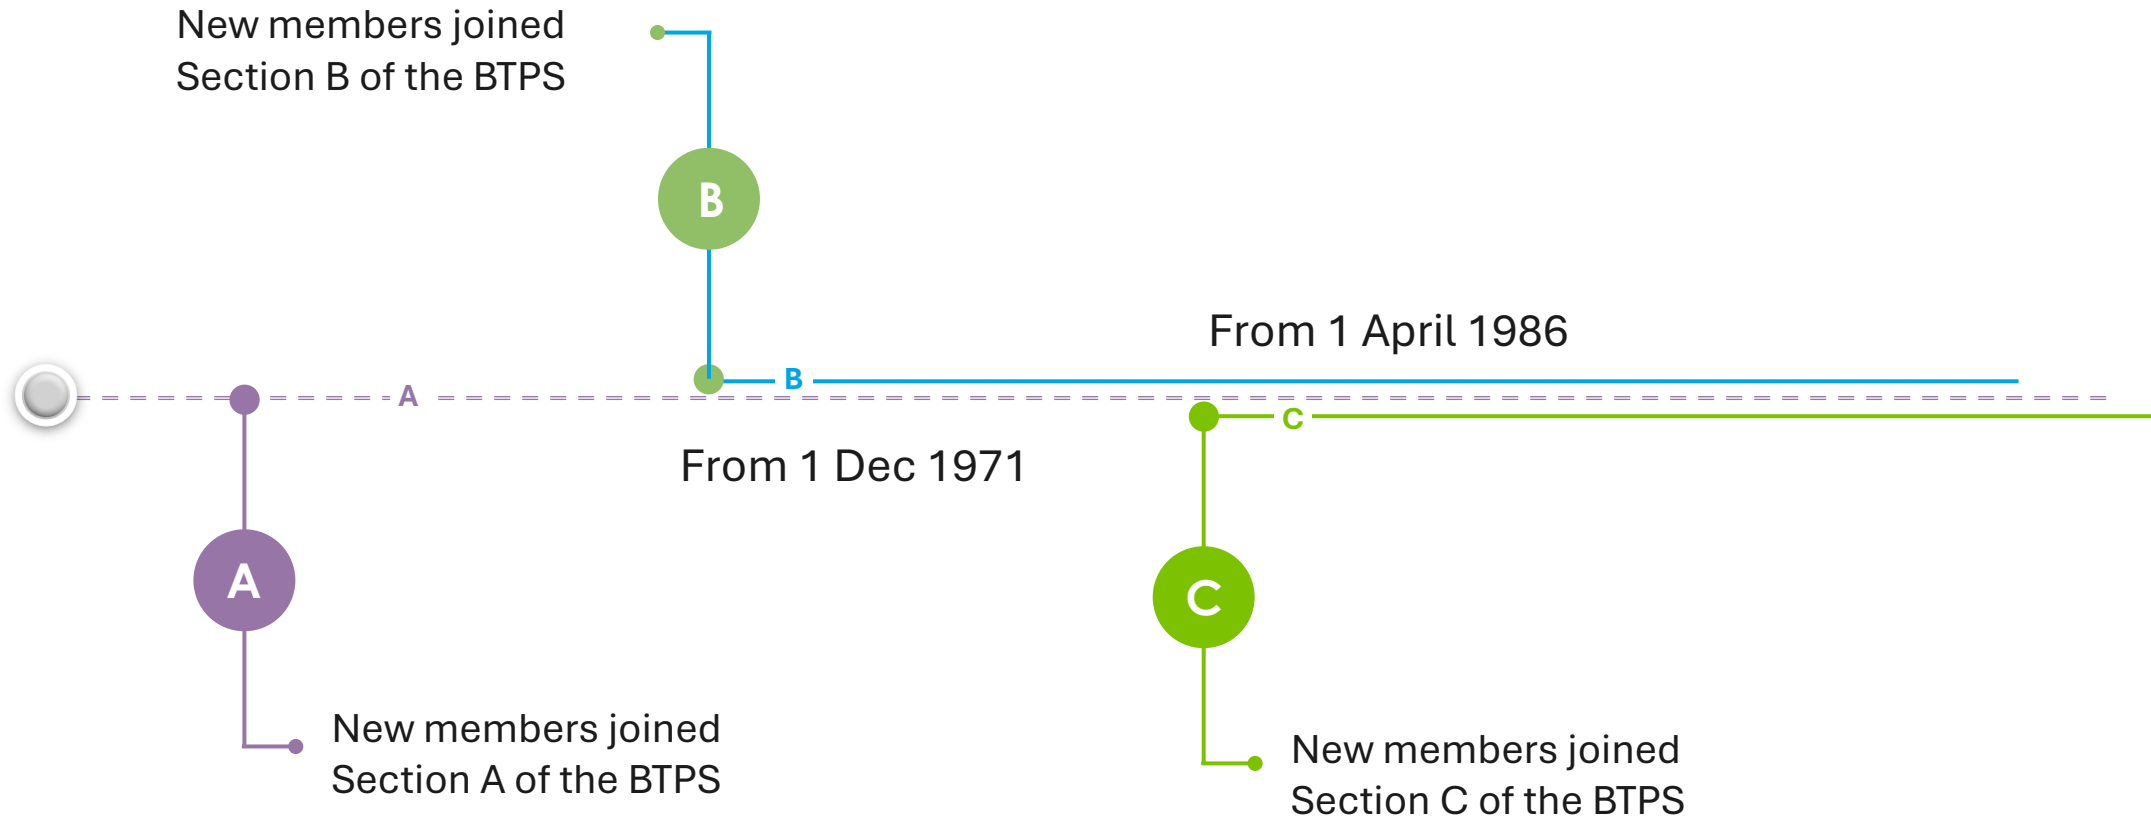 New members joined
Section B of the BTPS
B
From 1 April 1986
B
A
C
From 1 Dec 1971
A
C
New members joined
Section A of the BTPS
New members joined
Section C of the BTPS